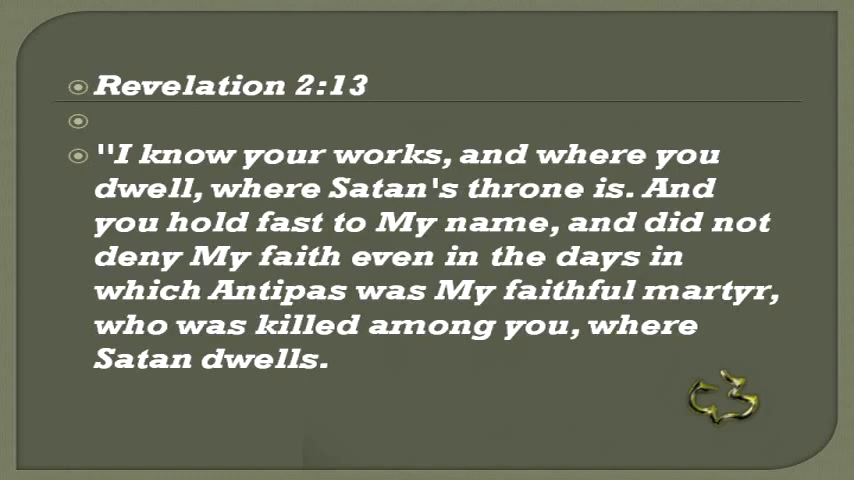 Revelation 2:13
"I know your works, and where you
dwell, where Satan's throne is. And
you hold fast to My name, and did not
deny My faith even in the days in
which Antipas was My faithful martyr,
who was killed among you, where
Satan dwells.